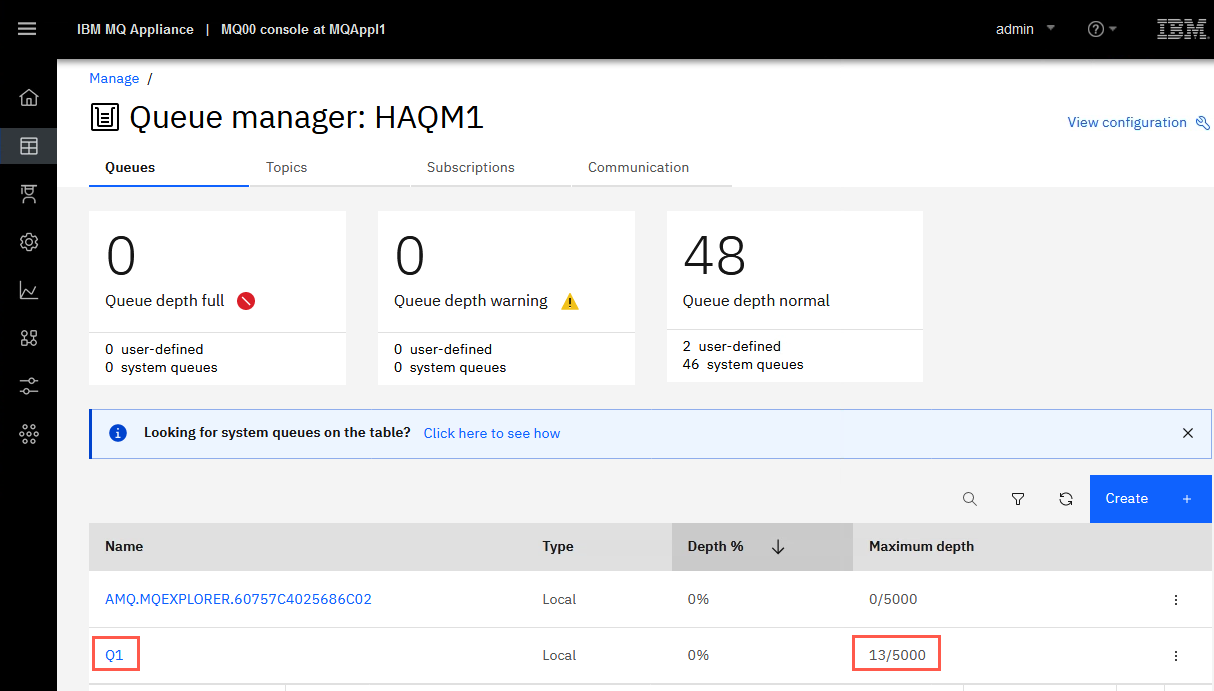 IBM MQ Appliance | MQ00 console at MQAppl1
admin
IBM
Manage /
Queue manager: HAQM1
View configuration
Queues Topics Subscriptions Communication
0 0 48
Queue depth full Queue depth warning Queue depth normal
0 user-defined 0 user-defined 2 user-defined
0 system queues 0 system queues 46 system queues
Looking for system queues on the table? Click here to see how
Create +
Name Type Depth % Maximum depth
AMQ.MQEXPLORER.60757C4025686C02 Local 0% 0/5000
Q1 Local 0% 13/5000